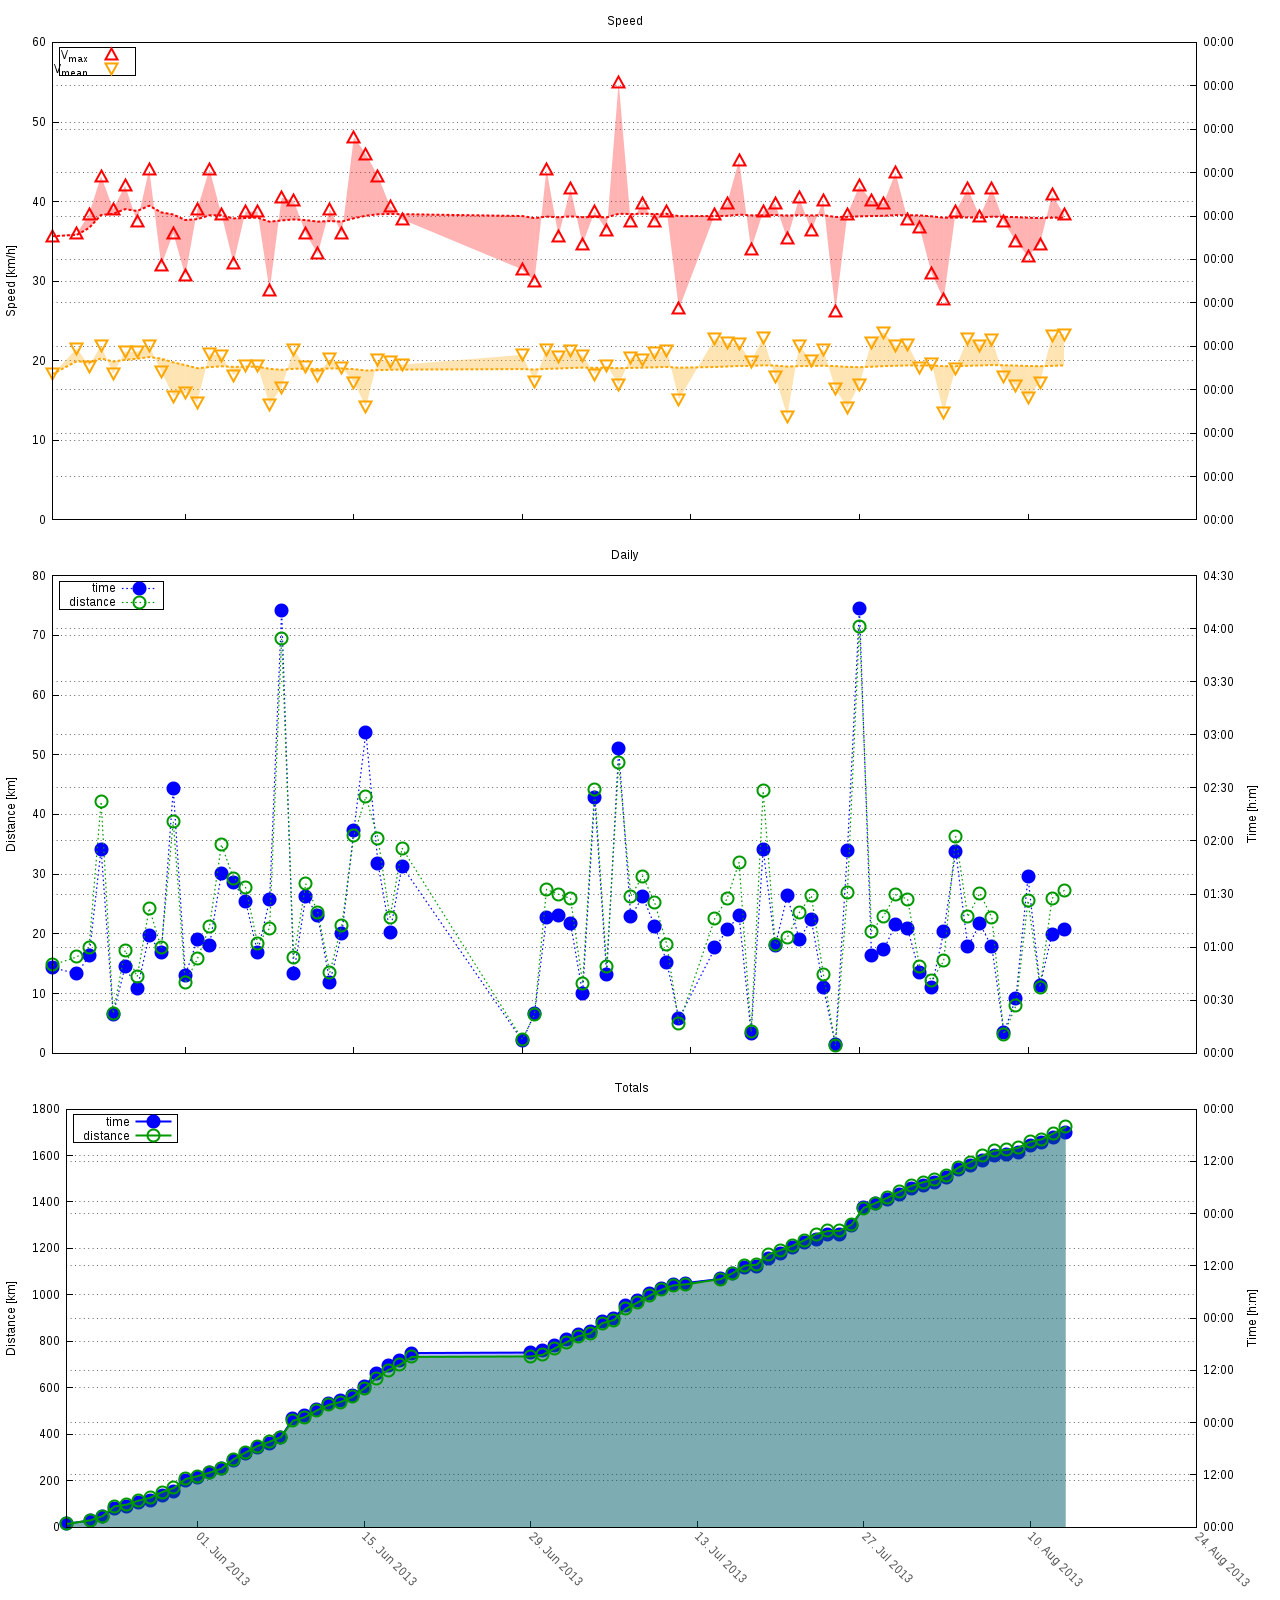 Speed
60
50
40
30
20
10
0
Speed [km/h]
Vmax
Vmean
00:00
00:00
00:00
00:00
00:00
00:00
00:00
00:00
00:00
00:00
00:00
00:00
Daily
80
70
60
50
40
30
20
10
0
Distance [km]
time
distance
04:30
04:00
03:30
03:00
02:30
02:00
01:30
01:00
00:30
00:00
Time [h:m]
Totals
1800
1600
1400
1200
1000
800
600
400
200
0
Distance [km]
time
distance
00:00
12:00
00:00
12:00
00:00
12:00
00:00
12:00
00:00
Time [h:m]
01. Jun 2013
15. Jun 2013
29. Jun 2013
13. Jul 2013
27. Jul 2013
10. Aug 2013
24. Aug 2013